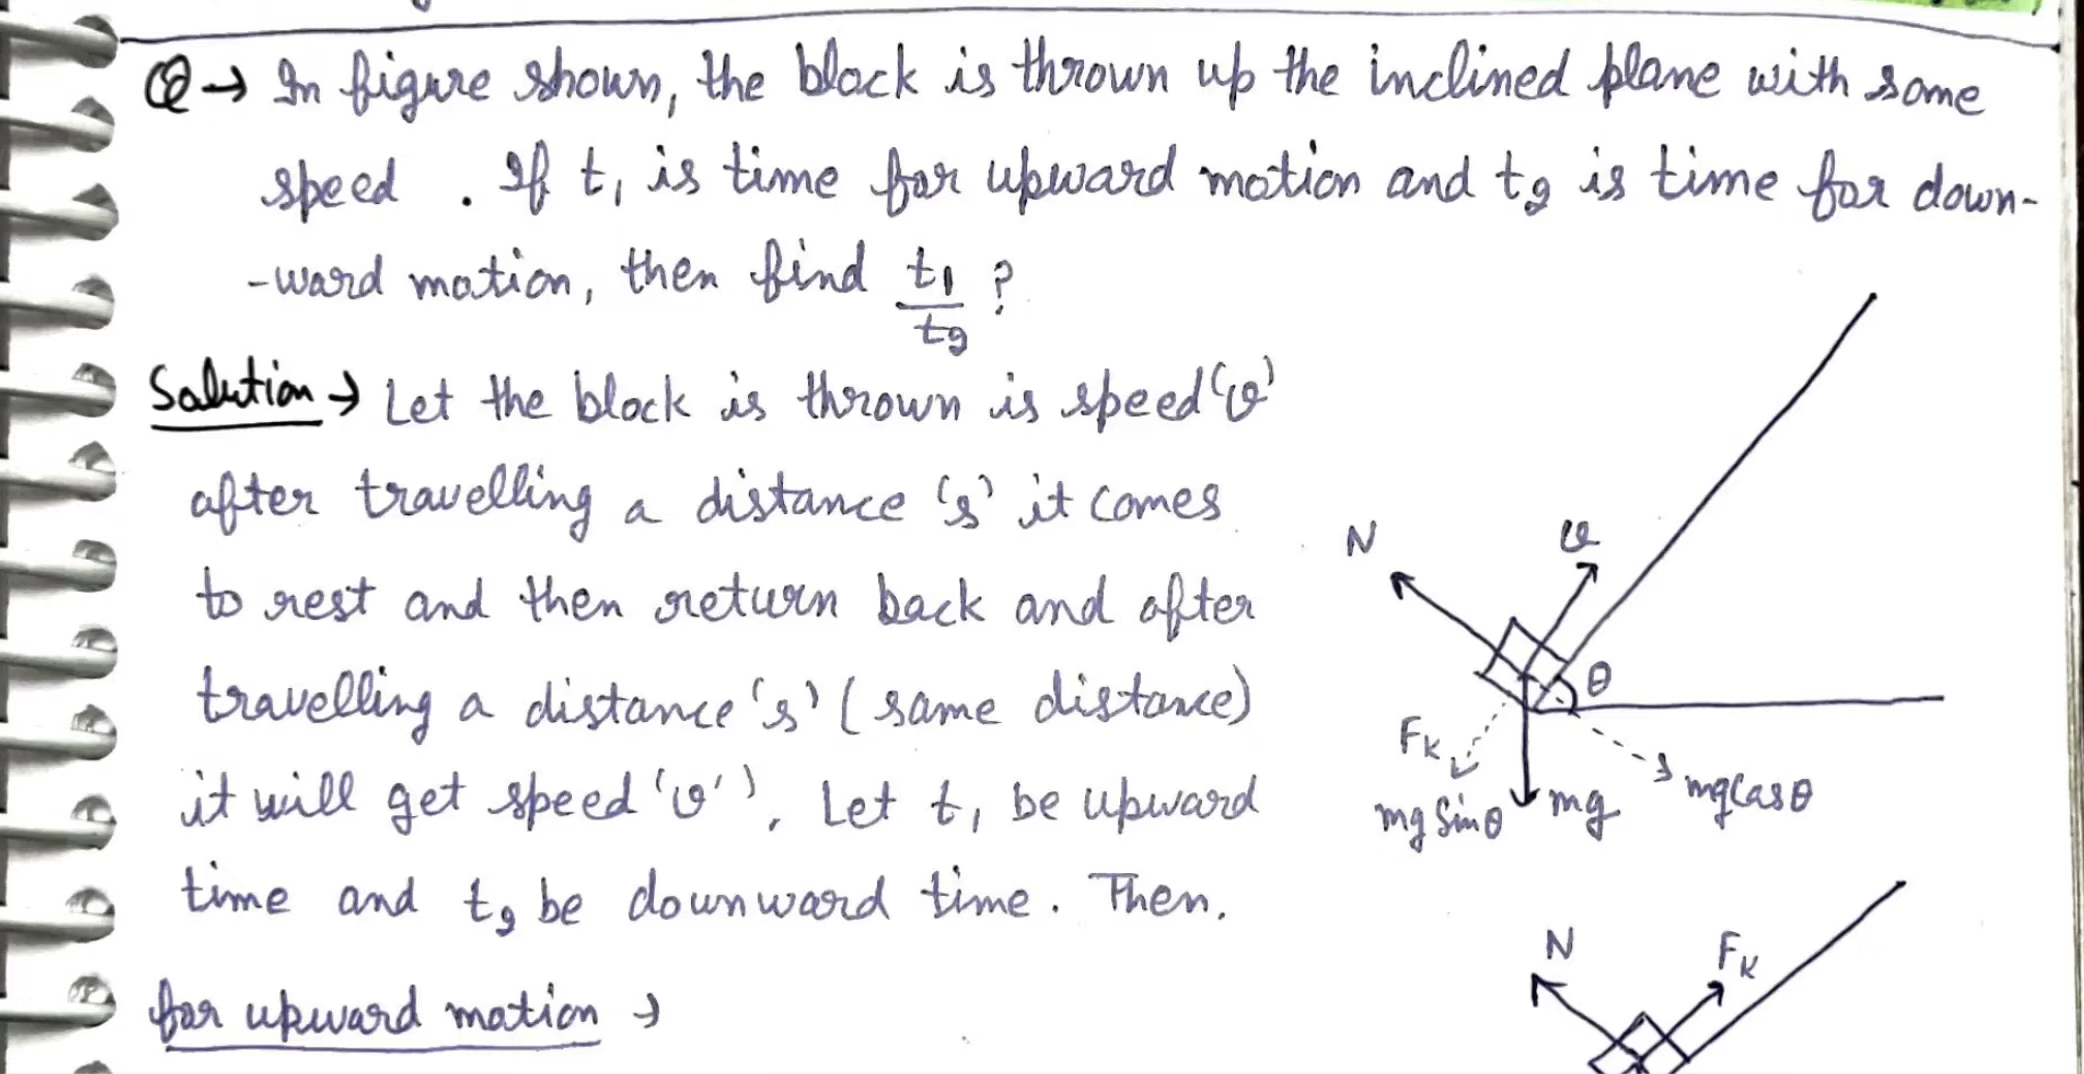 Q → In figure shown, the block is thrown up the inclined plane with some
speed . If t₁ is time for upward motion and t₂ is time for down-
-ward motion, then find t₁/t₂ ?
Solution → Let the block is thrown is speed 'v'
after travelling a distance 's' it comes
to rest and then return back and after
travelling a distance 's' (same distance)
it will get speed 'v''. Let t₁ be upward
time and t₂ be downward time. Then,
for upward motion →
N
v
θ
Fk
mg Sinθ
mg
mgCosθ
N
Fk